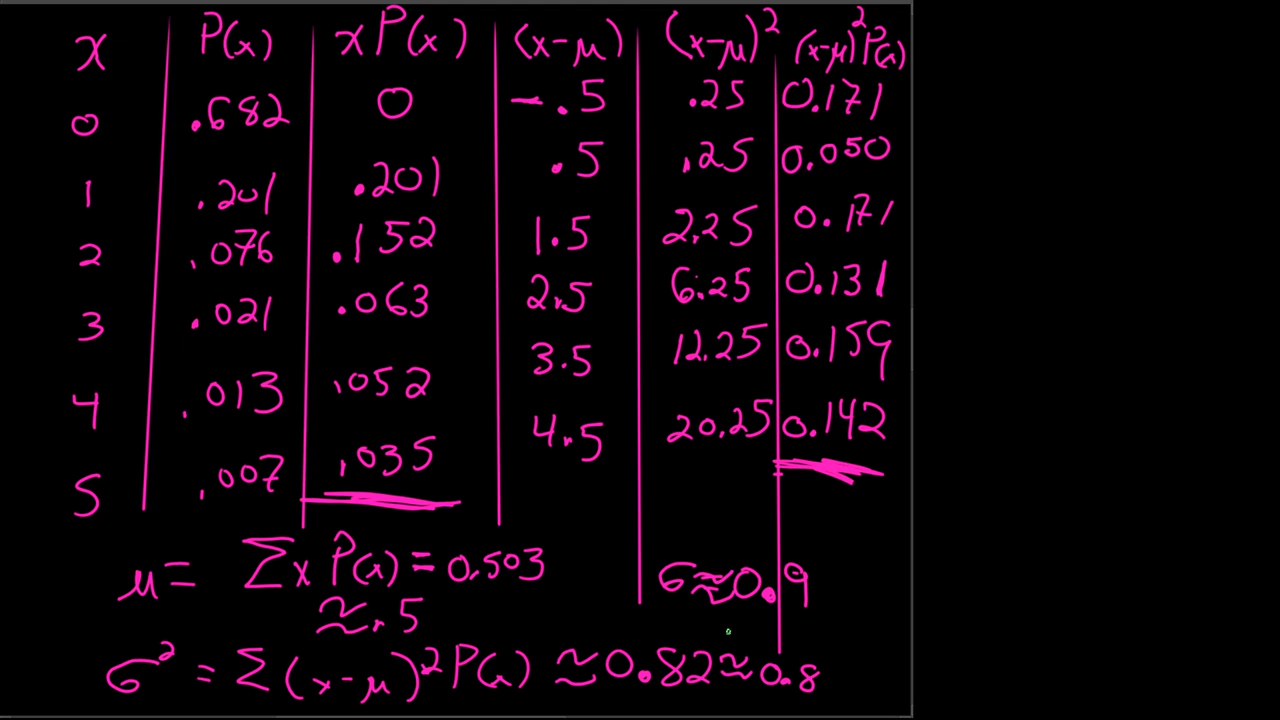 x P(x) xP(x) (x-μ) (x-μ)² (x-μ)²P(x)
0 .682 0 -.5 .25 0.171
1 .201 .201 .5 .25 0.050
2 .076 .152 1.5 2.25 0.171
3 .021 .063 2.5 6.25 0.131
4 .013 .052 3.5 12.25 0.159
5 .007 .035 4.5 20.25 0.142
μ = Σx P(x) = 0.503
≈.5
σ≈0.9
σ² = Σ(x-μ)²P(x) ≈0.82≈0.8